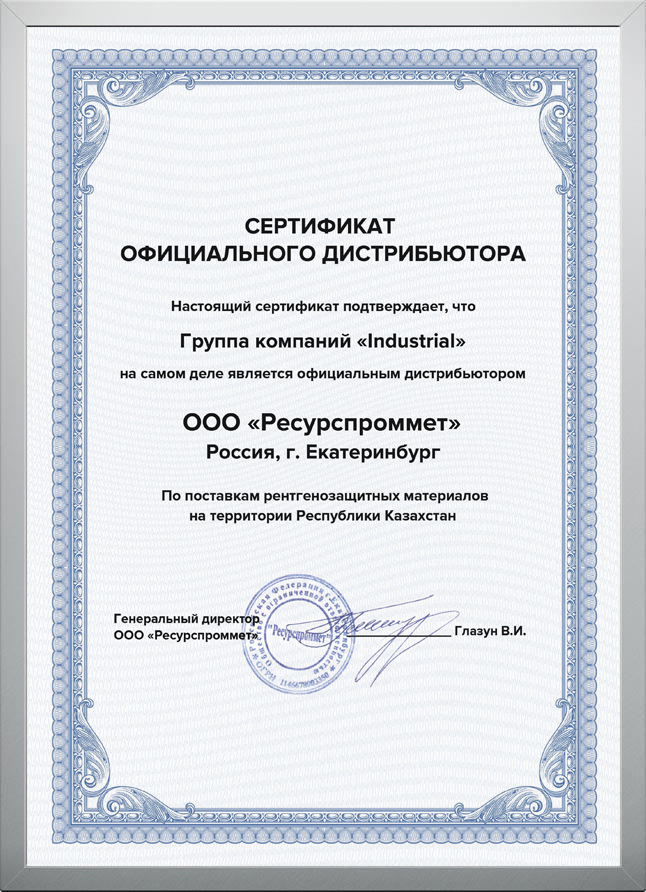 СЕРТИФИКАТ
ОФИЦИАЛЬНОГО ДИСТРИБЬЮТОРА
Настоящий сертификат подтверждает, что
Группа компаний «Industrial»
на самом деле является официальным дистрибьютором
ООО «Ресурспроммет»
Россия, г. Екатеринбург
По поставкам рентгенозащитных материалов
на территории Республики Казахстан
Генеральный директор
ООО «Ресурспроммет»
Глазун В.И.
"Ресурспроммет"